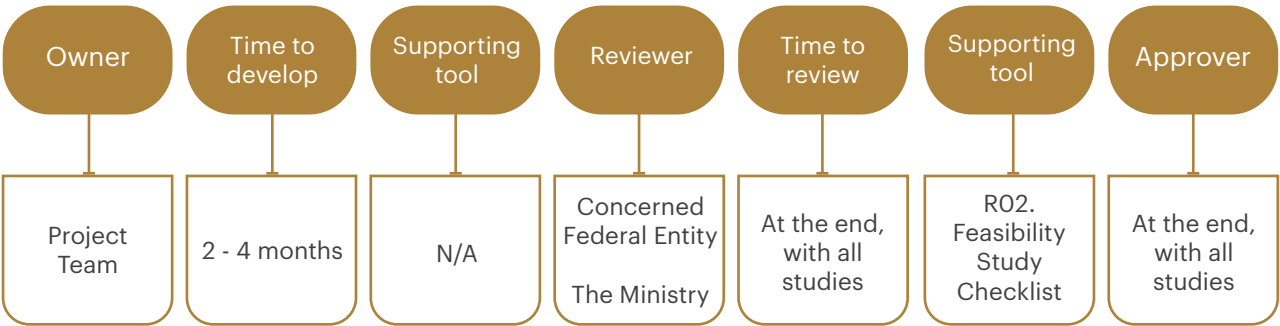 Owner
Time to
develop
Supporting
tool
Reviewer
Time to
review
Supporting
tool
Approver
Project
Team
2 - 4 months
N/A
Concerned
Federal Entity
The Ministry
At the end,
with all
studies
R02.
Feasibility
Study
Checklist
At the end,
with all
studies